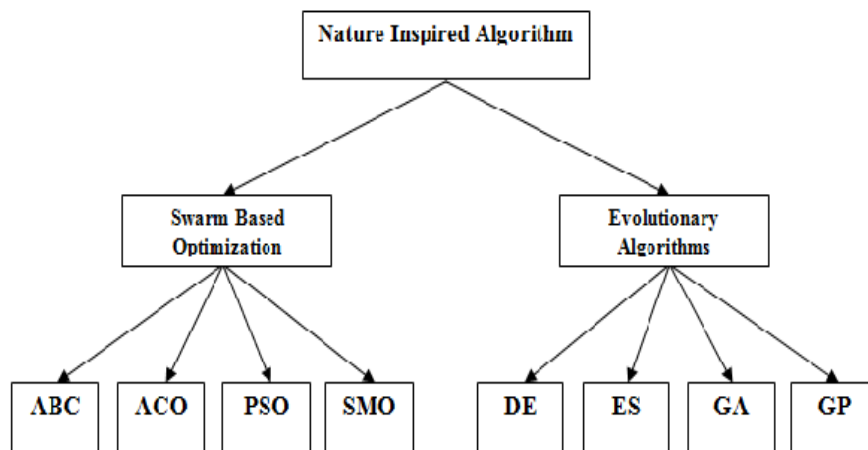 Nature Inspired Algorithm
Swarm Based
Optimization
Evolutionary
Algorithms
ABC
ACO
PSO
SMO
DE
ES
GA
GP